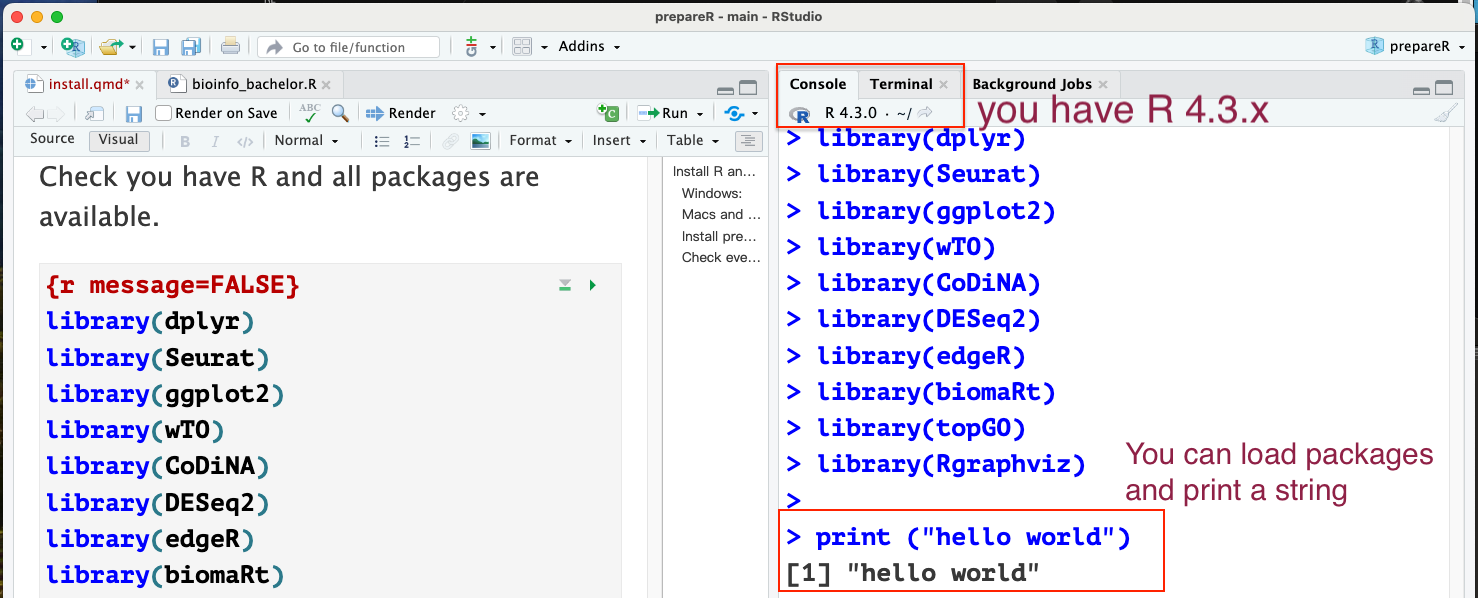 prepareR - main - RStudio
Go to file/function
Addins
prepareR
install.qmd*
bioinfo_bachelor.R
Render on Save
ABC
Render
Run
Source
Visual
B
I
</>
Normal
Format
Insert
Table
Check you have R and all packages are
available.
{r message=FALSE}
library(dplyr)
library(Seurat)
library(ggplot2)
library(wTO)
library(CoDiNA)
library(DESeq2)
library(edgeR)
library(biomaRt)
Install R an...
Windows:
Macs and ...
Install pre...
Check eve...
Console
Terminal
Background Jobs
R 4.3.0 · ~/
you have R 4.3.x
> library(dplyr)
> library(Seurat)
> library(ggplot2)
> library(wTO)
> library(CoDiNA)
> library(DESeq2)
> library(edgeR)
> library(biomaRt)
> library(topGO)
> library(Rgraphviz)
>
You can load packages
and print a string
> print ("hello world")
[1] "hello world"